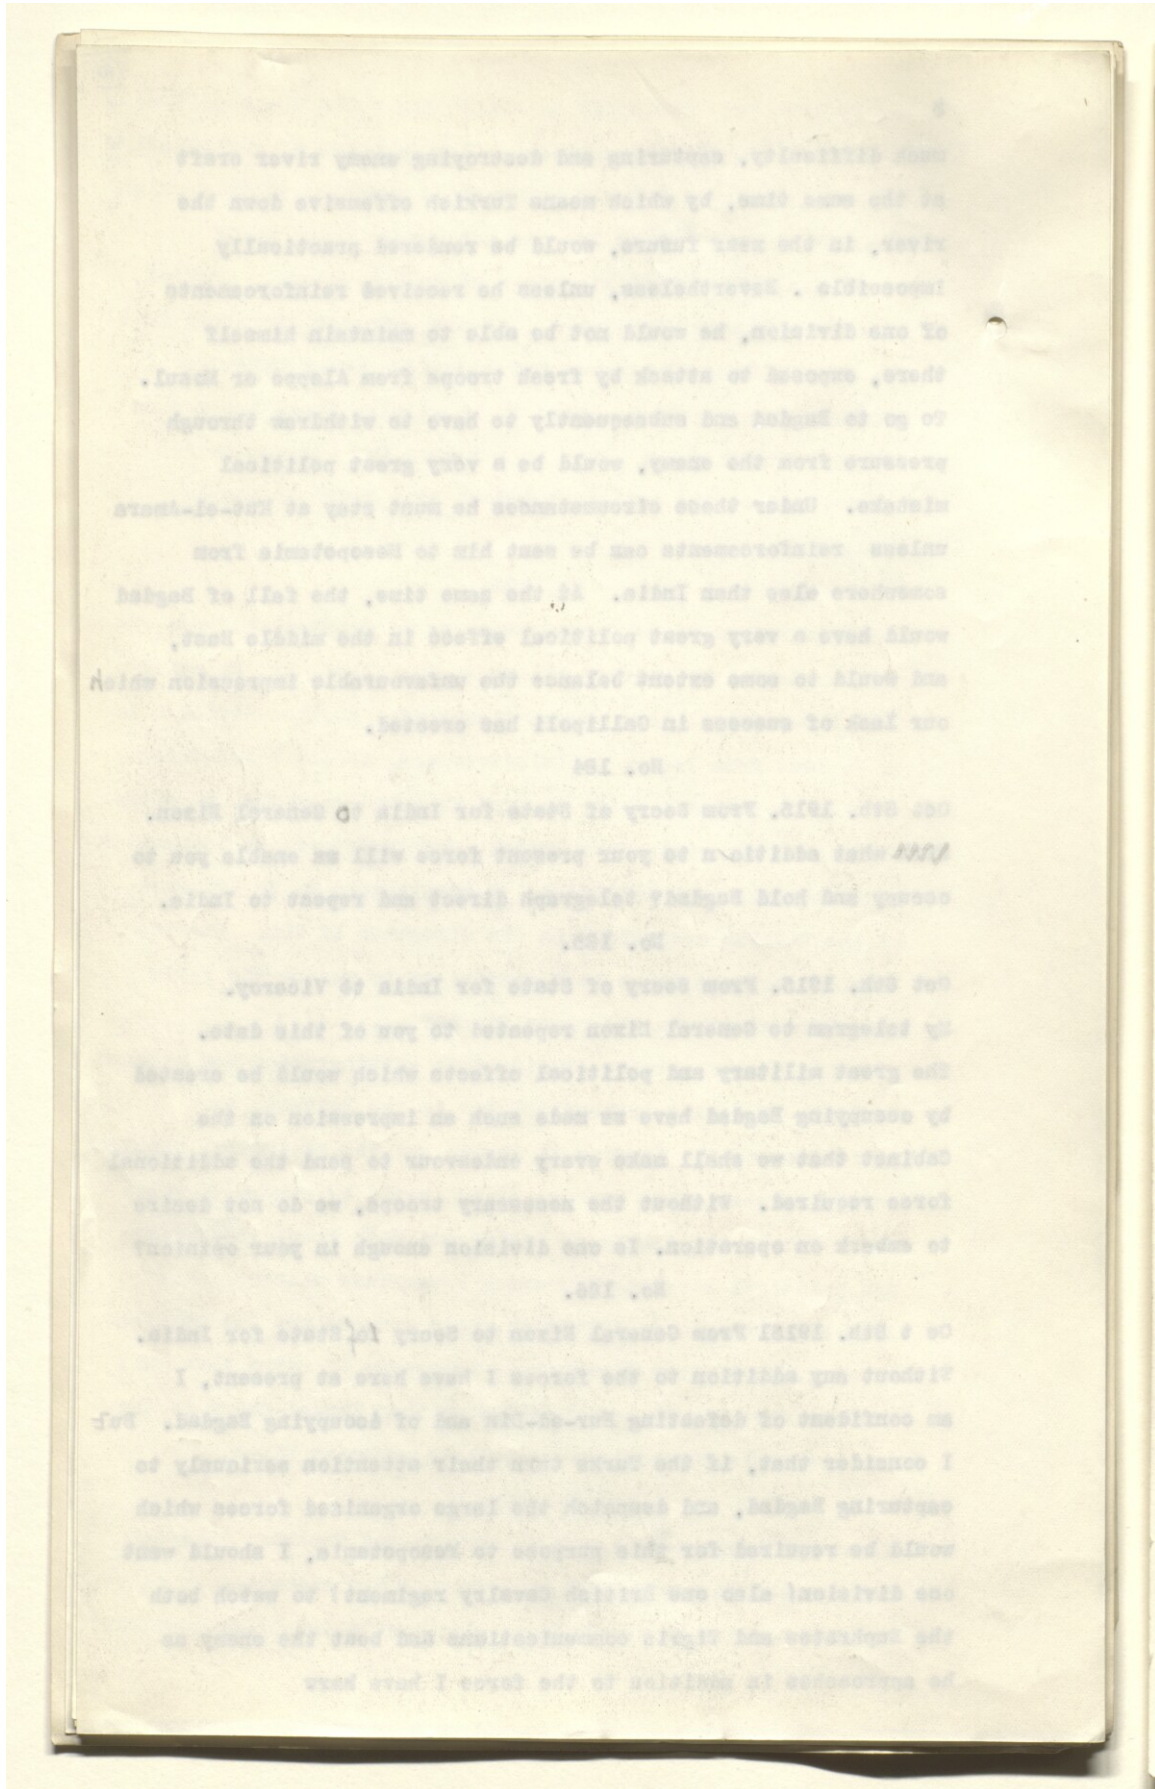 much difficulty, capturing and destroying enemy river craft
at the same time, by which means Turkish offensive down the
river, in the near future, would be rendered practically
impossible . Nevertheless, unless he received reinforcements
of one division, he would not be able to maintain himself
there, exposed to attack by fresh troops from Aleppo or Mosul.
To go to Bagdad and subsequently to have to withdraw through
pressure from the enemy, would be a very great political
mistake. Under these circumstances he must stay at Kut-el-Amara
unless reinforcements can be sent him to Mesopotamia from
somewhere else than India. At the same time, the fall of Bagdad
would have a very great political effect in the middle East,
and would to some extent balance the unfavourable impression which
our lack of success in Gallipoli has created.
No. 184
Oct 8th. 1915. From Secry of State for India to General Nixon.
what addition to your present force will enable you to
occupy and hold Bagdad? telegraph direct and repeat to India.
No. 185.
Oct 8th. 1915. From Secry of State for India to Viceroy.
My telegram to General Nixon repeated to you of this date.
The great military and political effects which would be created
by occupying Bagdad have made such an impression on the
Cabinet that we shall make every endeavour to send the additional
force required. Without the necessary troops, we do not desire
to embark on operation. Is one division enough in your opinion?
No. 186.
Oc t 8th. 1915 From General Nixon to Secry of State for India.
Without any addition to the forces I have here at present, I
am confident of defeating Nur-ed-Din and of occupying Bagdad. But
I consider that, if the Turks turn their attention seriously to
capturing Bagdad, and despatch the large organised forces which
would be required for this purpose to Mesopotamia, I should want
one division( also one British Cavalry regiment) to watch both
the Euphrates and Tigris communications and beat the enemy as
he approaches in addition to the force I have